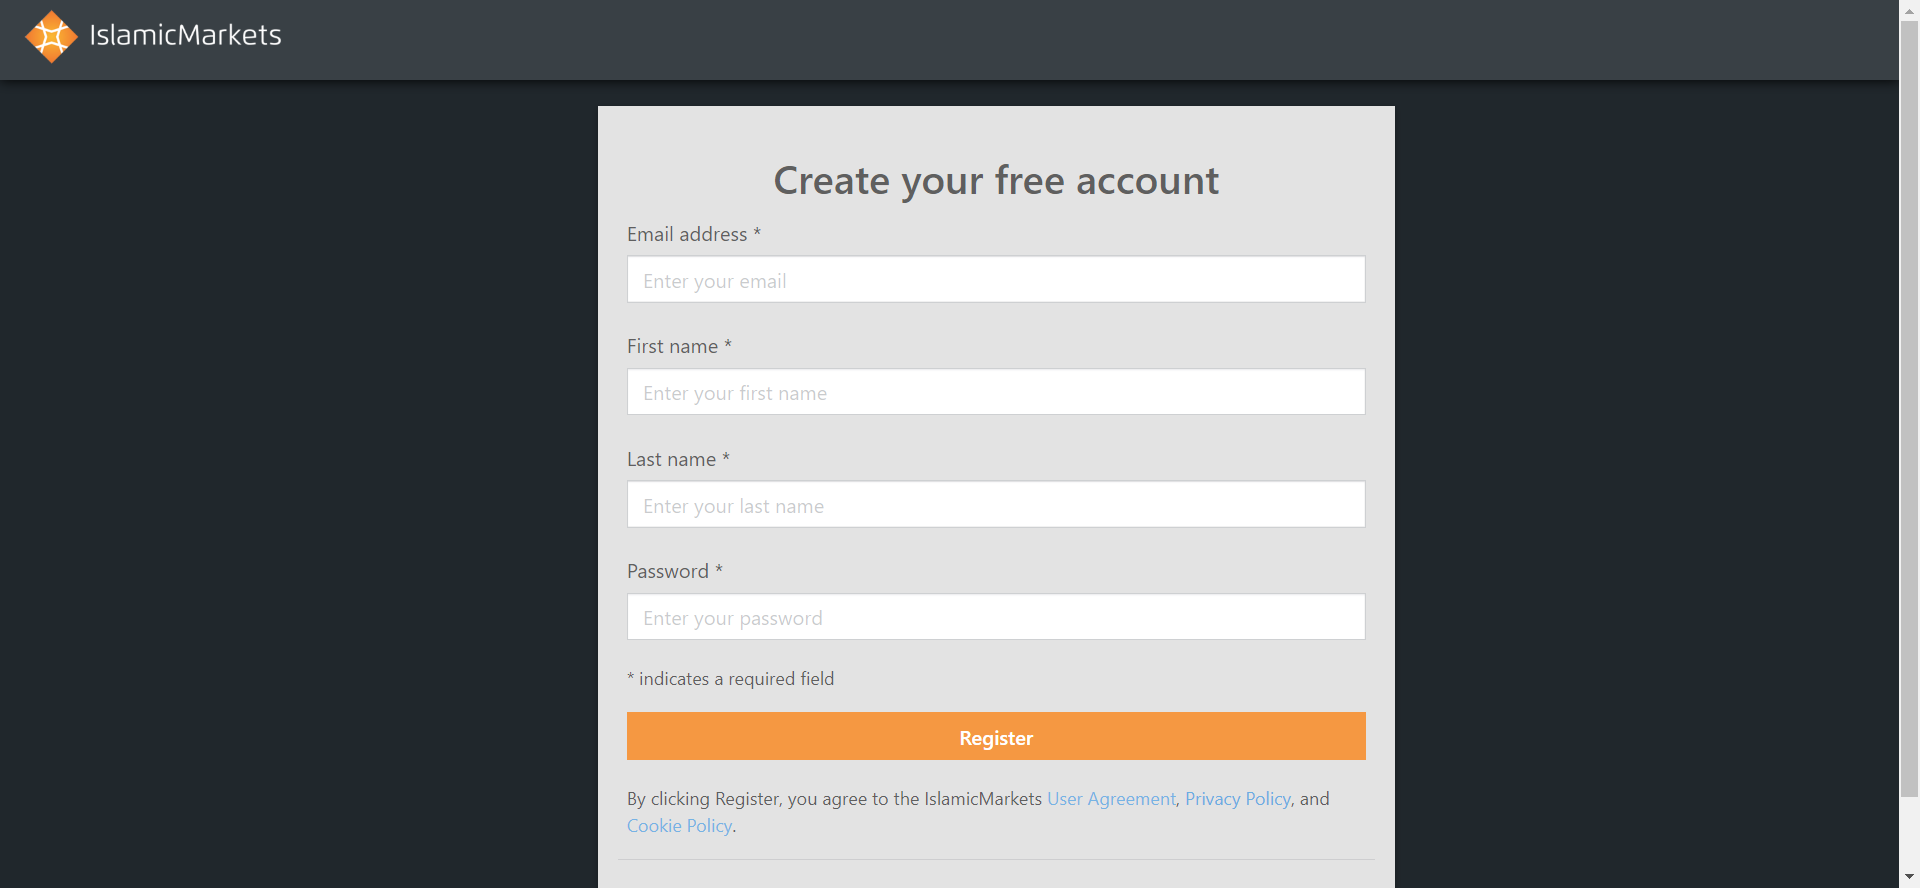 IslamicMarkets
Create your free account
Email address *
Enter your email
First name *
Enter your first name
Last name *
Enter your last name
Password *
Enter your password
* indicates a required field
Register
By clicking Register, you agree to the IslamicMarkets User Agreement, Privacy Policy, and
Cookie Policy.